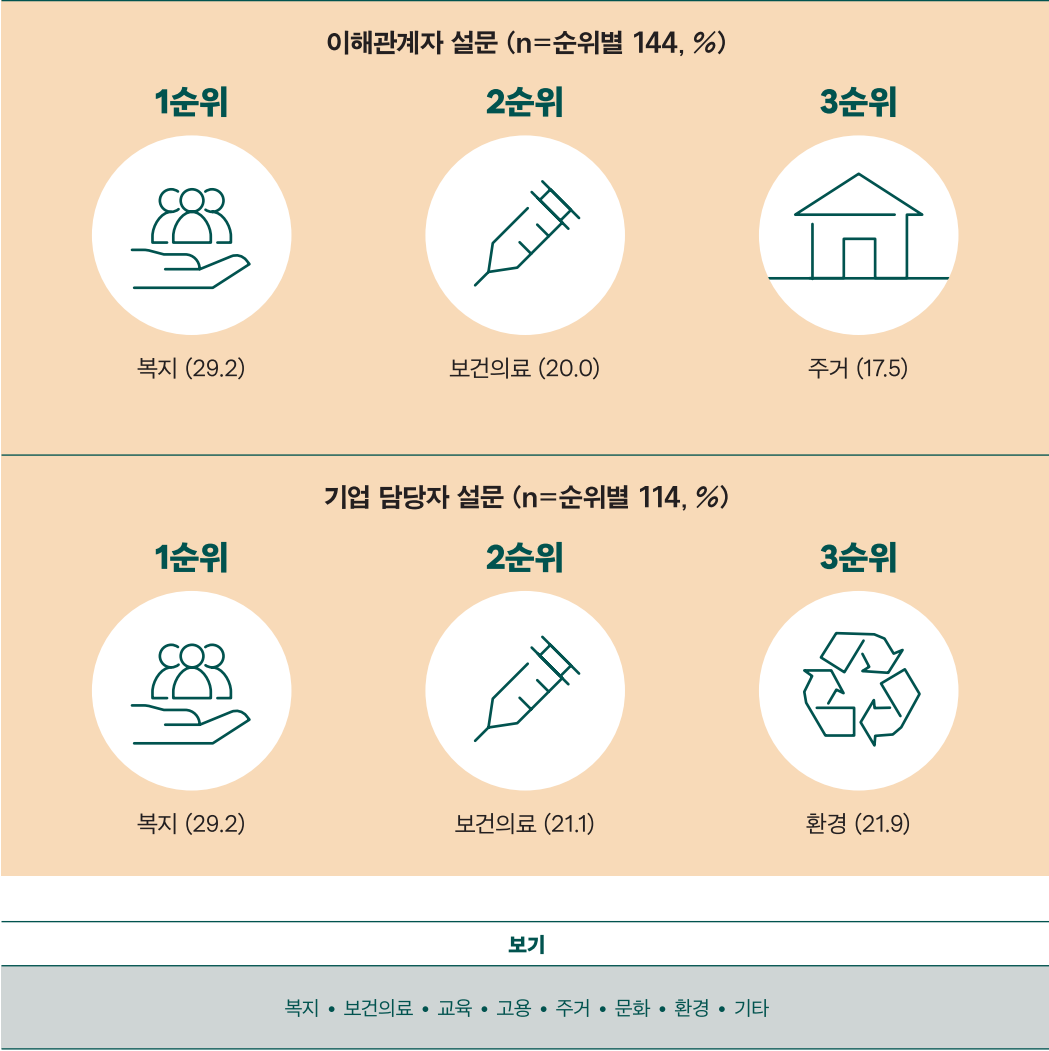 이해관계자 설문 (n=순위별 144, %)
1순위
2순위
3순위
복지 (29.2)
보건의료 (20.0)
주거 (17.5)
기업 담당자 설문 (n=순위별 114, %)
1순위
2순위
3순위
복지 (29.2)
보건의료 (21.1)
환경 (21.9)
보기
복지 • 보건의료 • 교육 • 고용 • 주거 • 문화 • 환경 • 기타